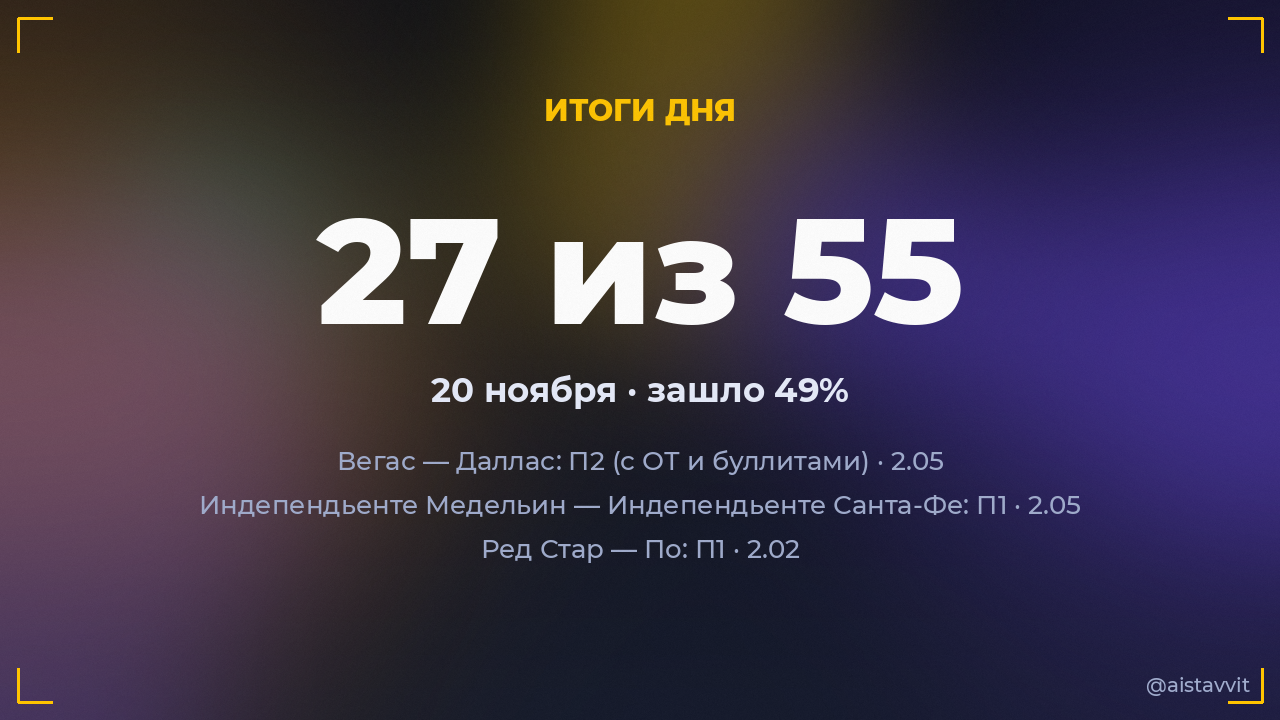 ИТОГИ ДНЯ
27 из 55
20 ноября · зашло 49%
Вегас — Даллас: П2 (с ОТ и буллитами) · 2.05
Индепендьенте Медельин — Индепендьенте Санта-Фе: П1 · 2.05
Ред Стар — По: П1 · 2.02
@aistavvit